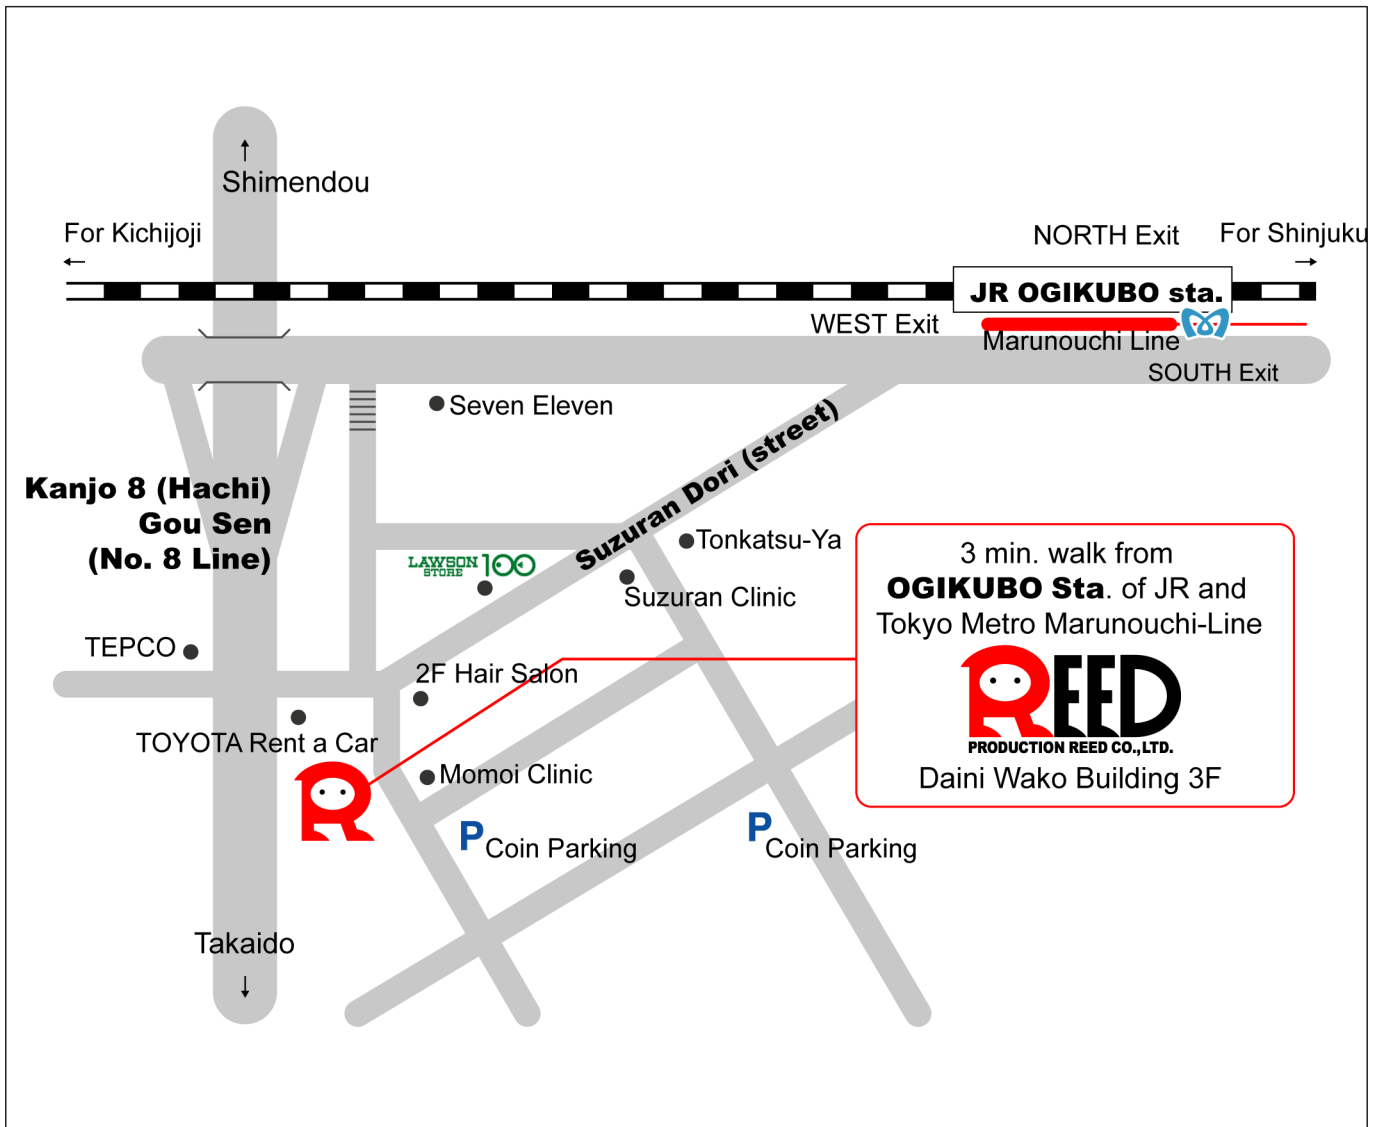 Shimendou
For Kichijoji
NORTH Exit
For Shinjuku
JR OGIKUBO sta.
WEST Exit
Marunouchi Line
SOUTH Exit
Seven Eleven
Suzuran Dori (street)
Kanjo 8 (Hachi)
Gou Sen
(No. 8 Line)
LAWSON
STORE
100
Tonkatsu-Ya
Suzuran Clinic
3 min. walk from
OGIKUBO Sta. of JR and
Tokyo Metro Marunouchi-Line
REED
PRODUCTION REED CO.,LTD.
Daini Wako Building 3F
TEPCO
2F Hair Salon
TOYOTA Rent a Car
R
Momoi Clinic
P
Coin Parking
P
Coin Parking
Takaido